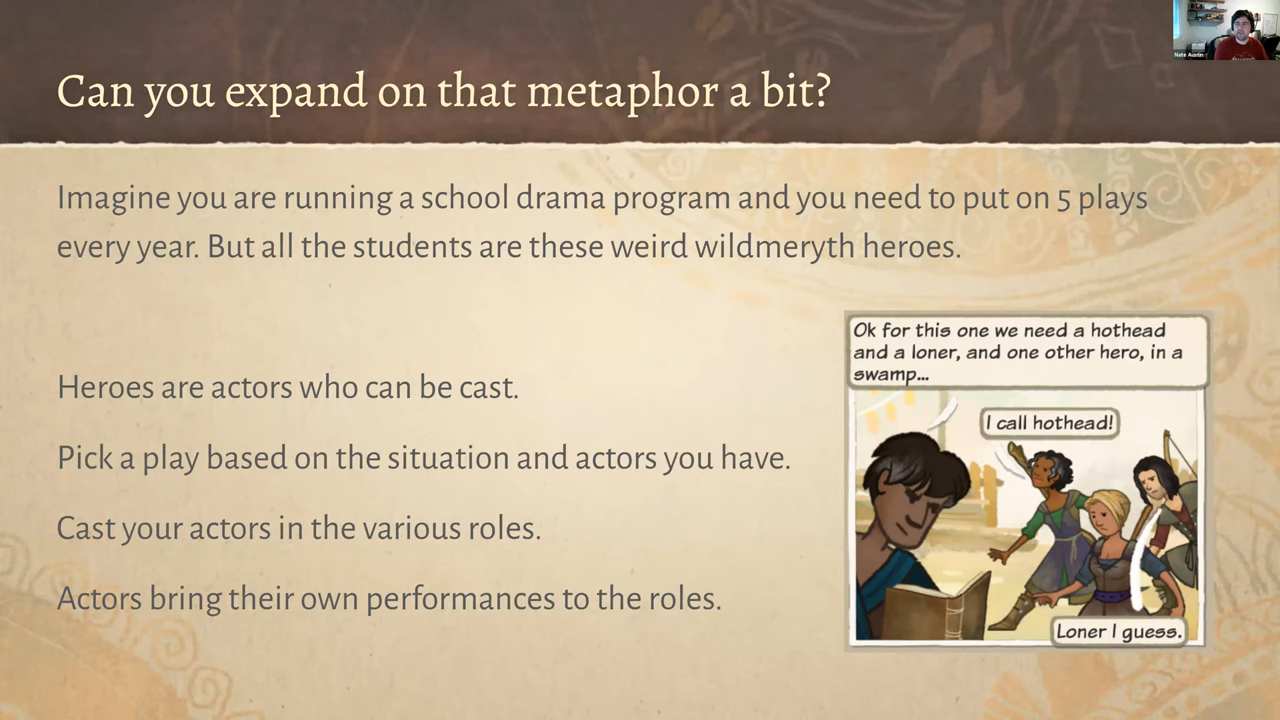 Nate Austin
Can you expand on that metaphor a bit?
Imagine you are running a school drama program and you need to put on 5 plays
every year. But all the students are these weird wildmeryth heroes.
Heroes are actors who can be cast.
Pick a play based on the situation and actors you have.
Cast your actors in the various roles.
Actors bring their own performances to the roles.
Ok for this one we need a hothead
and a loner, and one other hero, in a
swamp...
I call hothead!
Loner I guess.